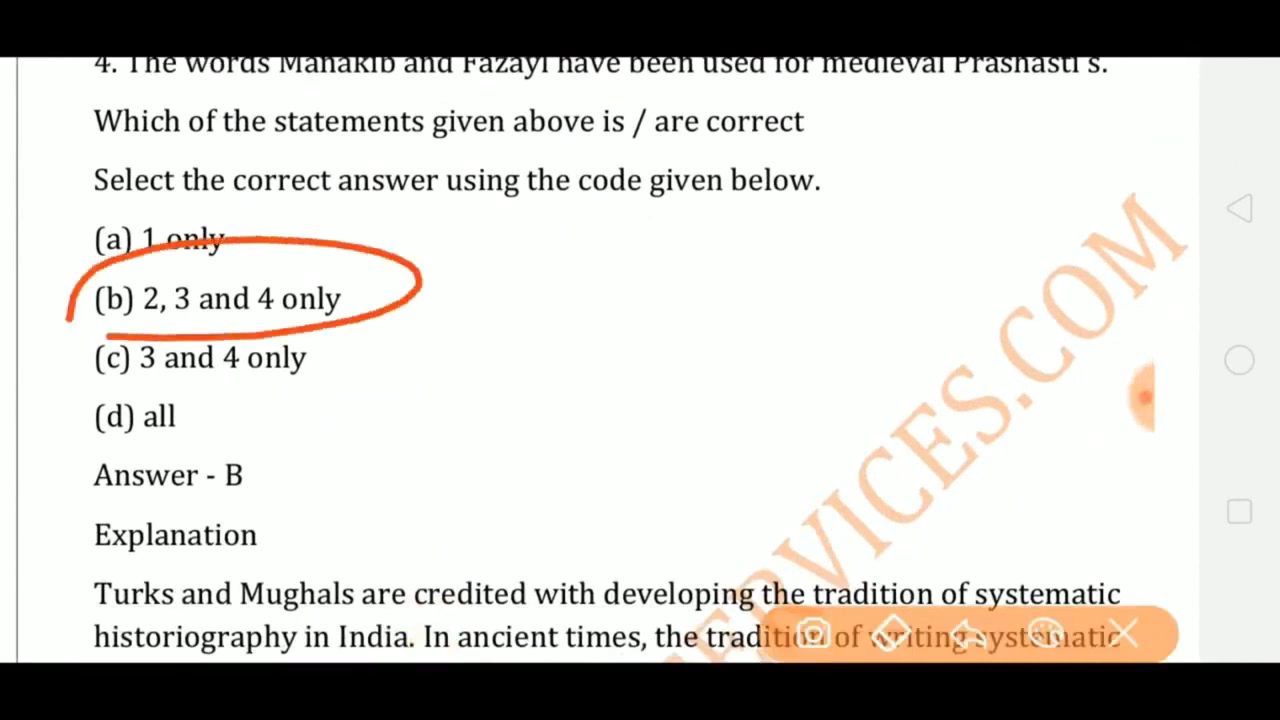 4. The words Manakib and Fazayl have been used for medieval Prashasti s.
Which of the statements given above is / are correct
Select the correct answer using the code given below.
(a) 1 only
(b) 2, 3 and 4 only
(c) 3 and 4 only
(d) all
Answer - B
Explanation
Turks and Mughals are credited with developing the tradition of systematic
historiography in India. In ancient times, the tradition of writing systematic
SERVICES.COM